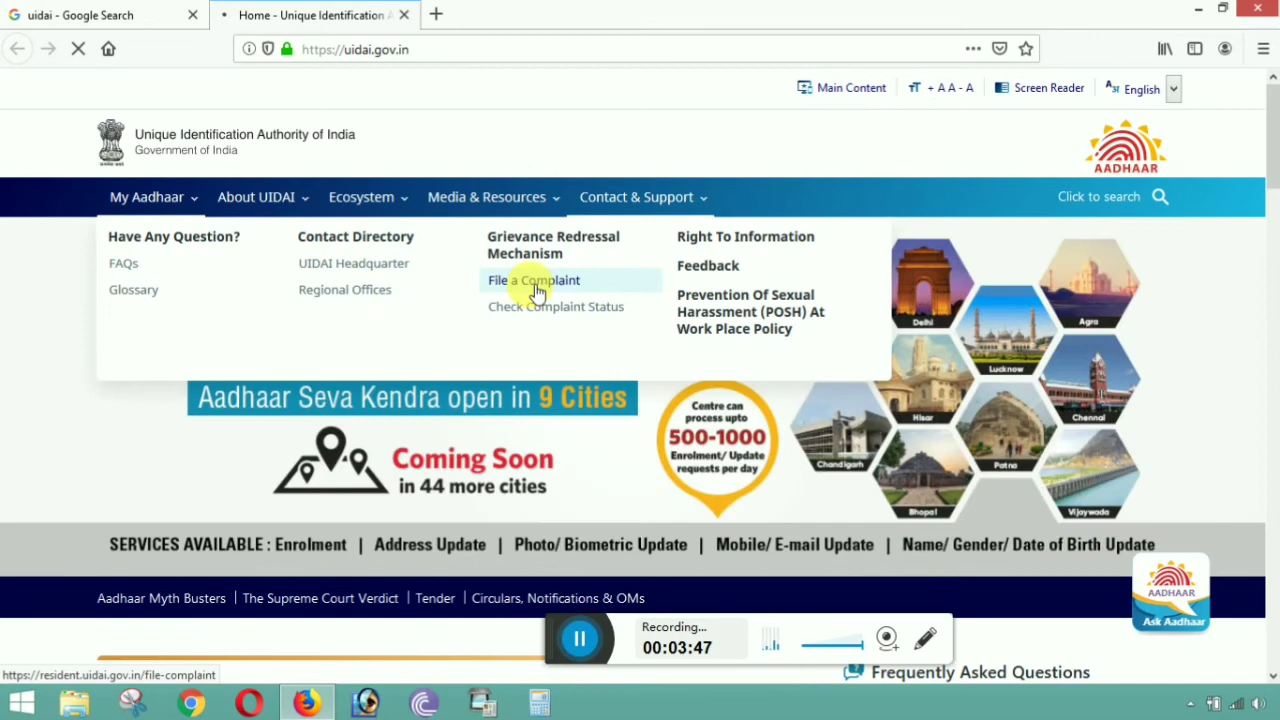 uidai - Google Search
Home - Unique Identification A
https://uidai.gov.in
Main Content
+ A A - A
Screen Reader
English
Unique Identification Authority of India
Government of India
AADHAAR
My Aadhaar
About UIDAI
Ecosystem
Media & Resources
Contact & Support
Click to search
Have Any Question?
FAQs
Glossary
Contact Directory
UIDAI Headquarter
Regional Offices
Grievance Redressal
Mechanism
File a Complaint
Check Complaint Status
Right To Information
Feedback
Prevention Of Sexual
Harassment (POSH) At
Work Place Policy
Aadhaar Seva Kendra open in 9 Cities
Coming Soon
in 44 more cities
Centre can
process upto
500-1000
Enrolment/ Update
requests per day
Delhi
Agra
Lucknow
Hisar
Chennai
Chandigarh
Patna
Bhopal
Vijaywada
SERVICES AVAILABLE : Enrolment | Address Update | Photo/ Biometric Update | Mobile/ E-mail Update | Name/ Gender/ Date of Birth Update
AADHAAR
Ask Aadhaar
Aadhaar Myth Busters | The Supreme Court Verdict | Tender | Circulars, Notifications & OMs
Recording...
00:03:47
Frequently Asked Questions
https://resident.uidai.gov.in/file-complaint